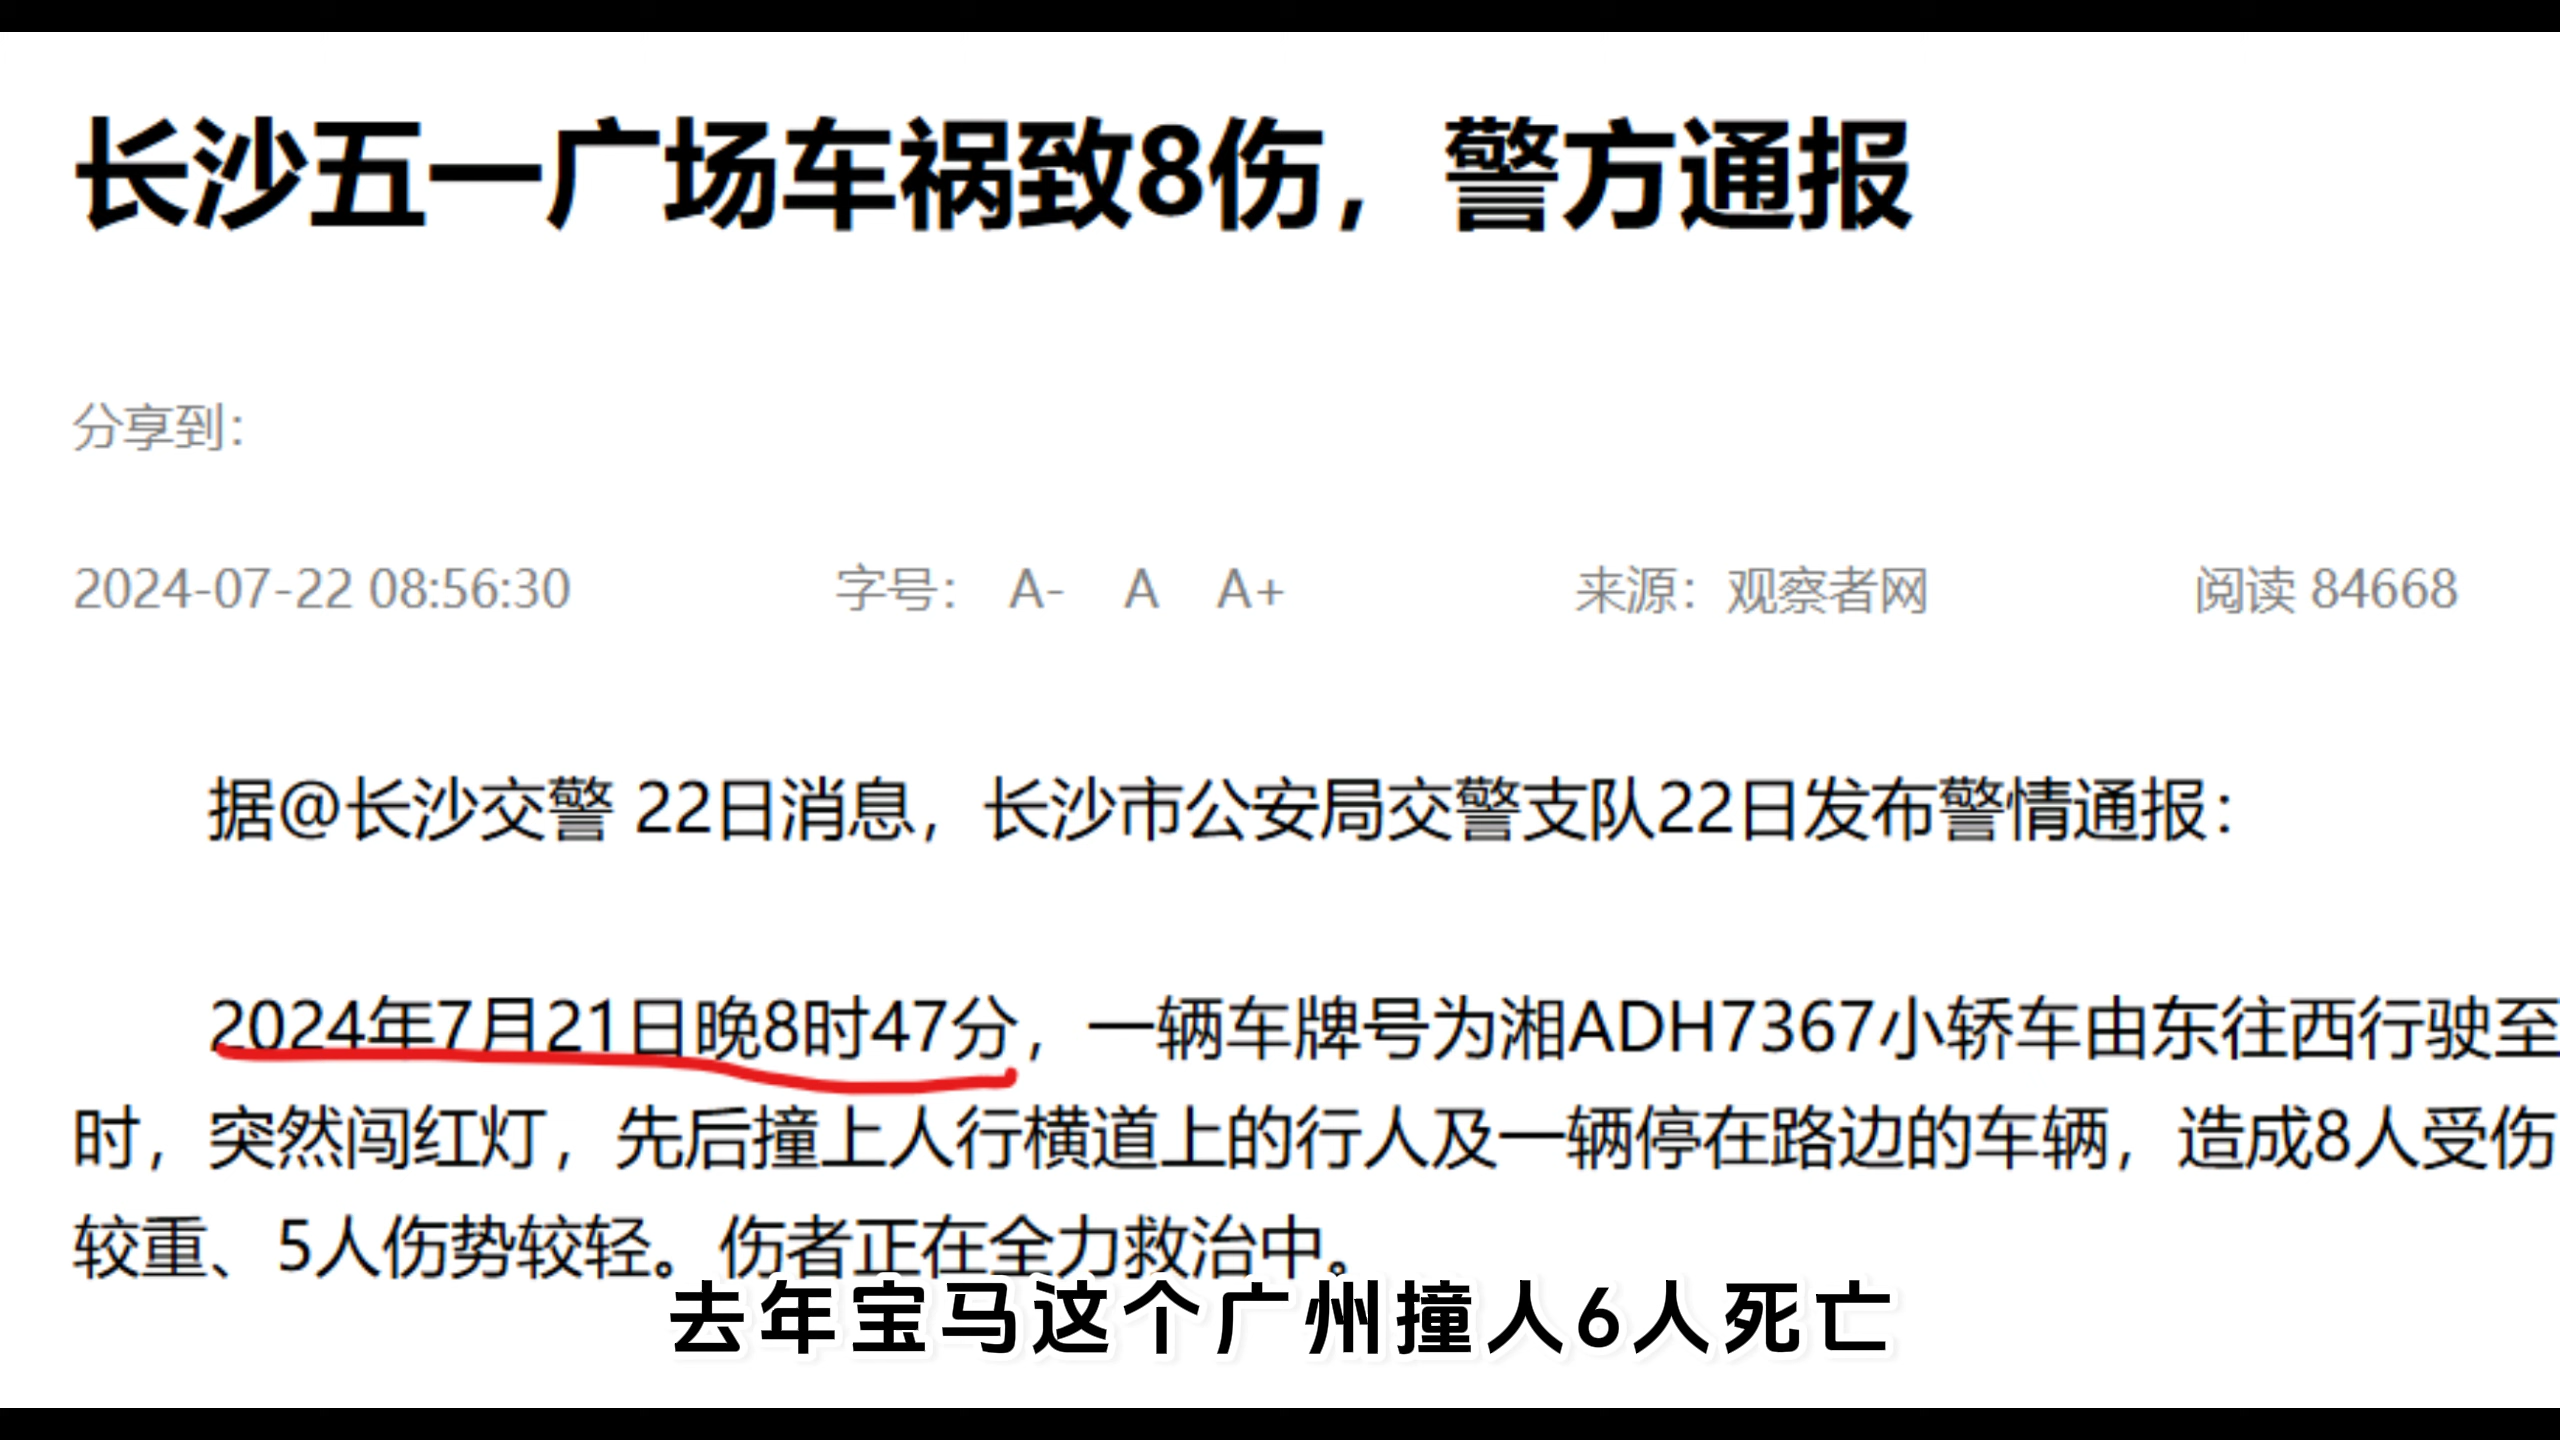 长沙五一广场车祸致8伤，警方通报
分享到：
2024-07-22 08:56:30 字号： A- A A+ 来源：观察者网 阅读 84668
据@长沙交警 22日消息，长沙市公安局交警支队22日发布警情通报：
2024年7月21日晚8时47分，一辆车牌号为湘ADH7367小轿车由东往西行驶至
时，突然闯红灯，先后撞上人行横道上的行人及一辆停在路边的车辆，造成8人受伤
较重、5人伤势较轻。伤者正在全力救治中。
去年宝马这个广州撞人6人死亡